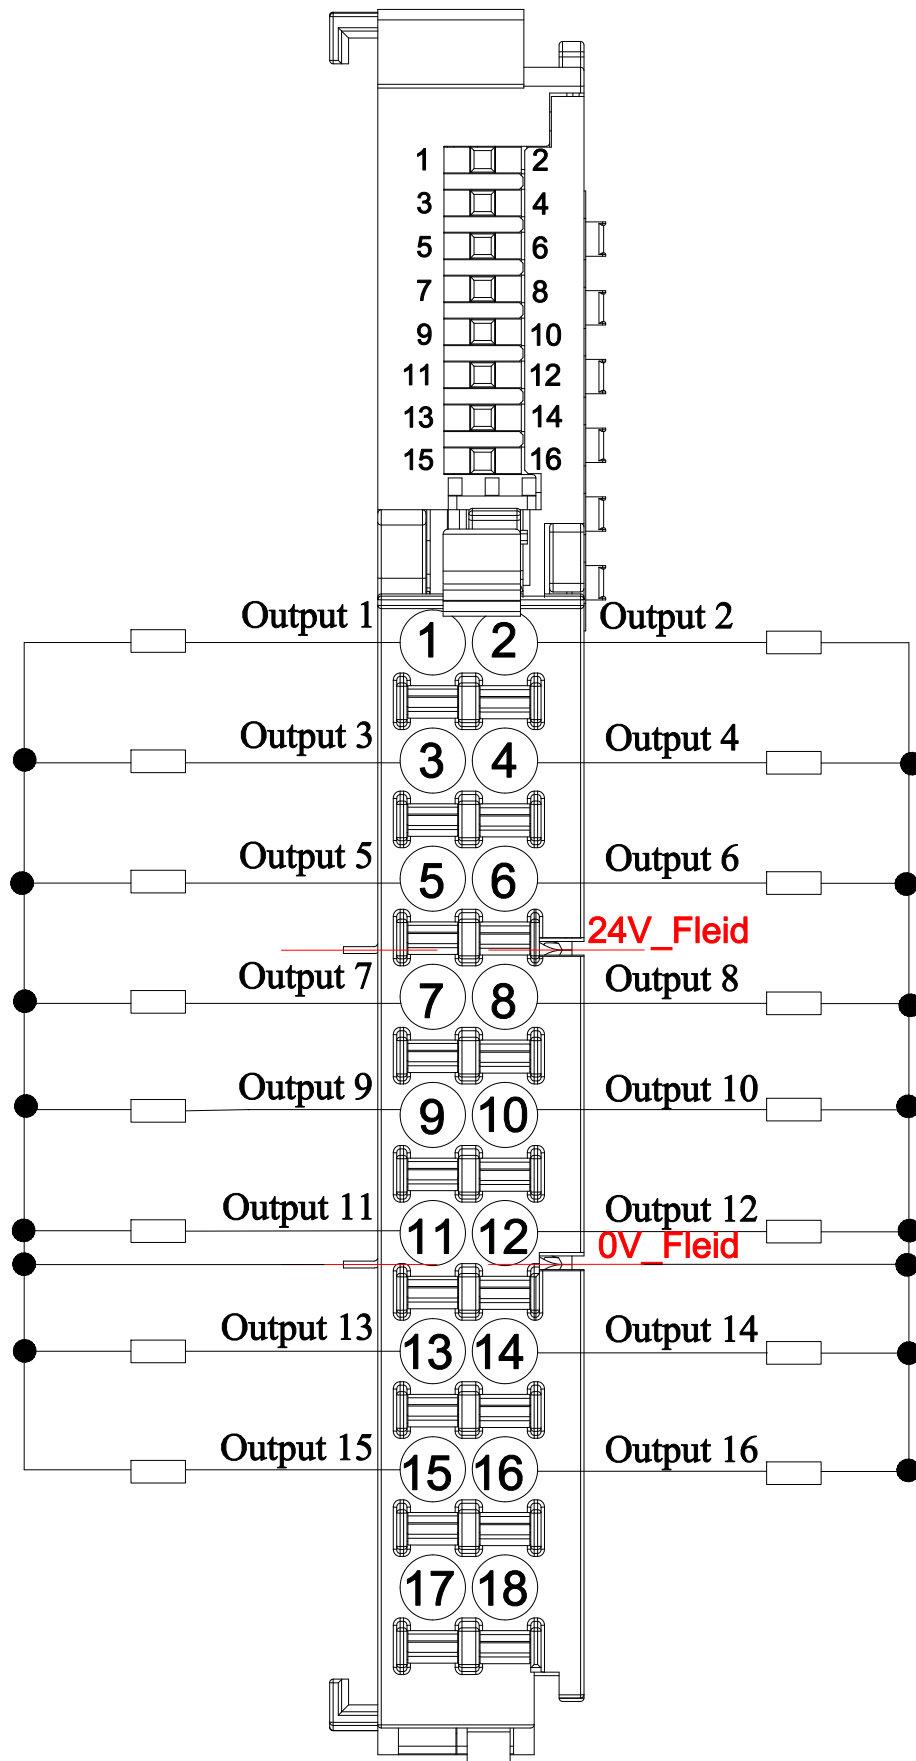 1 2
3 4
5 6
7 8
9 10
11 12
13 14
15 16
Output 1 1 2 Output 2
Output 3 3 4 Output 4
Output 5 5 6 Output 6
24V_Fleid
Output 7 7 8 Output 8
Output 9 9 10 Output 10
Output 11 11 12 Output 12
0V_Fleid
Output 13 13 14 Output 14
Output 15 15 16 Output 16
17 18